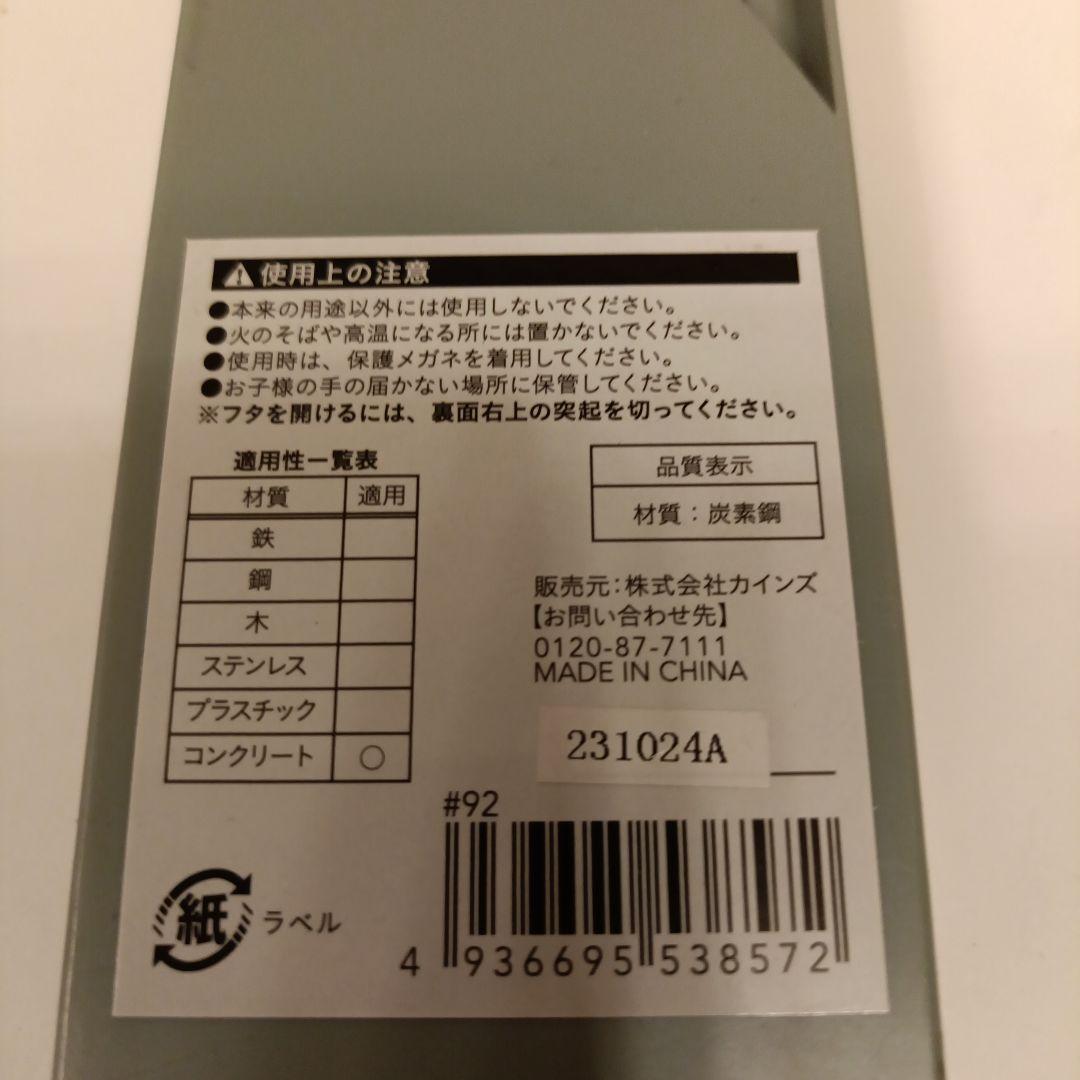 ⚠使用上の注意
●本来の用途以外には使用しないでください。
●火のそばや高温になる所には置かないでください。
●使用時は、保護メガネを着用してください。
●お子様の手の届かない場所に保管してください。
※フタを開けるには、裏面右上の突起を切ってください。
適用性一覧表
材質 適用
鉄
鋼
木
ステンレス
プラスチック
コンクリート ○
品質表示
材質：炭素鋼
販売元：株式会社カインズ
【お問い合わせ先】
0120-87-7111
MADE IN CHINA
231024A
#92
紙 ラベル
4 936695 538572